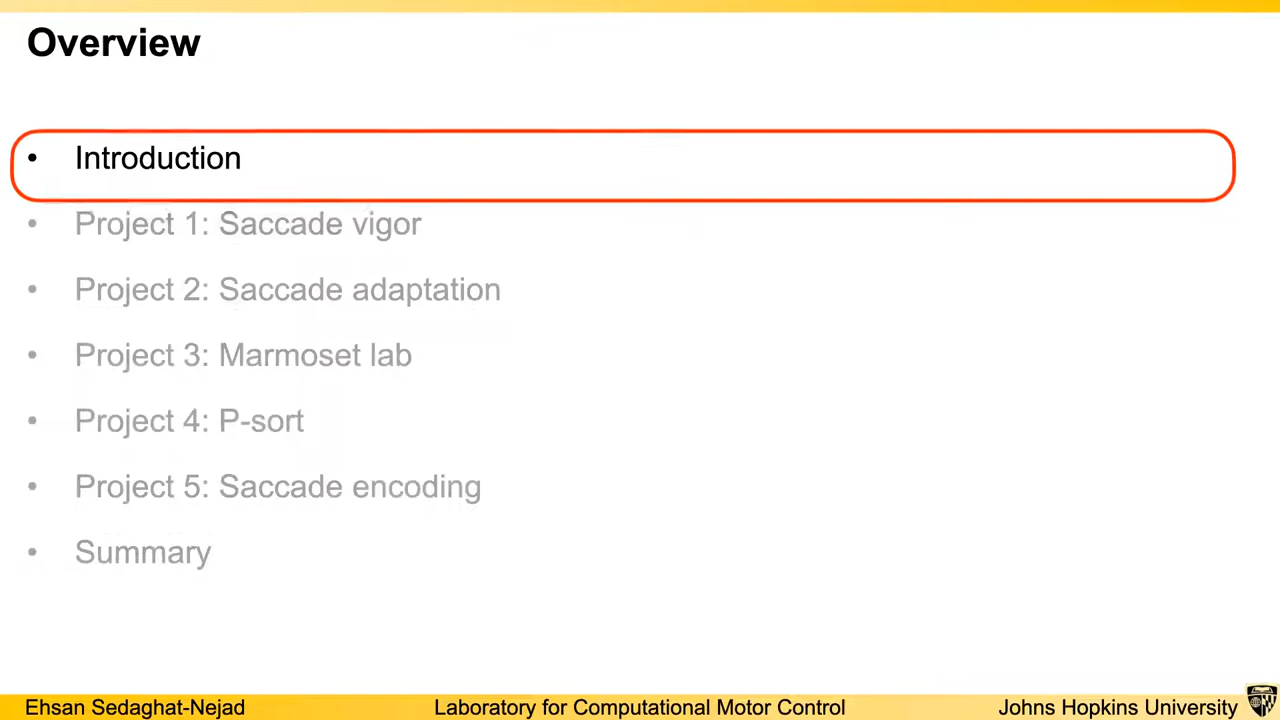 Overview
• Introduction
• Project 1: Saccade vigor
• Project 2: Saccade adaptation
• Project 3: Marmoset lab
• Project 4: P-sort
• Project 5: Saccade encoding
• Summary
Ehsan Sedaghat-Nejad Laboratory for Computational Motor Control Johns Hopkins University